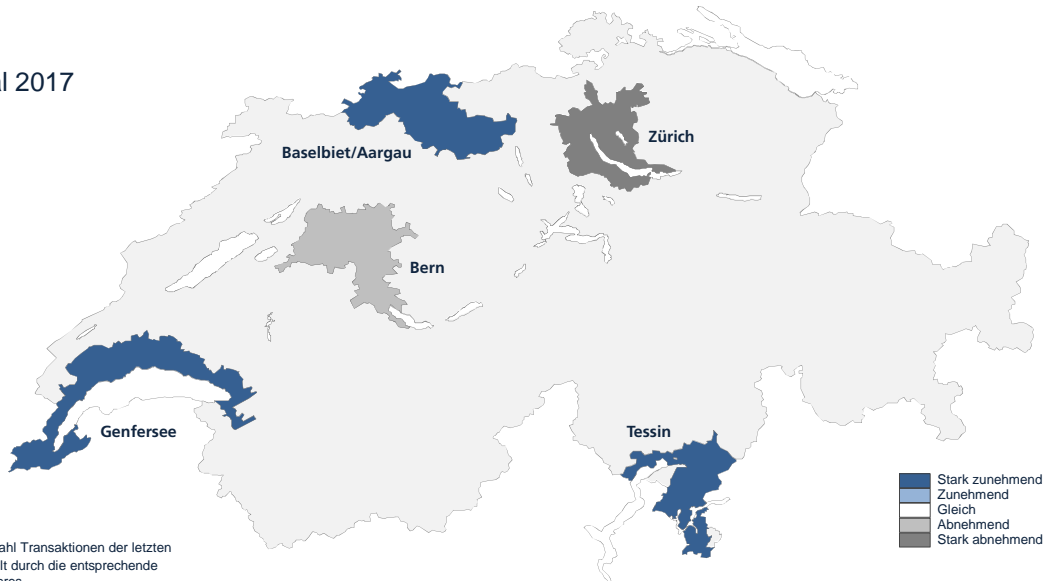 al 2017
Zürich
Baselbiet/Aargau
Bern
Genfersee
Tessin
Stark zunehmend
Zunehmend
Gleich
Abnehmend
Stark abnehmend
ahl Transaktionen der letzten
lt durch die entsprechende